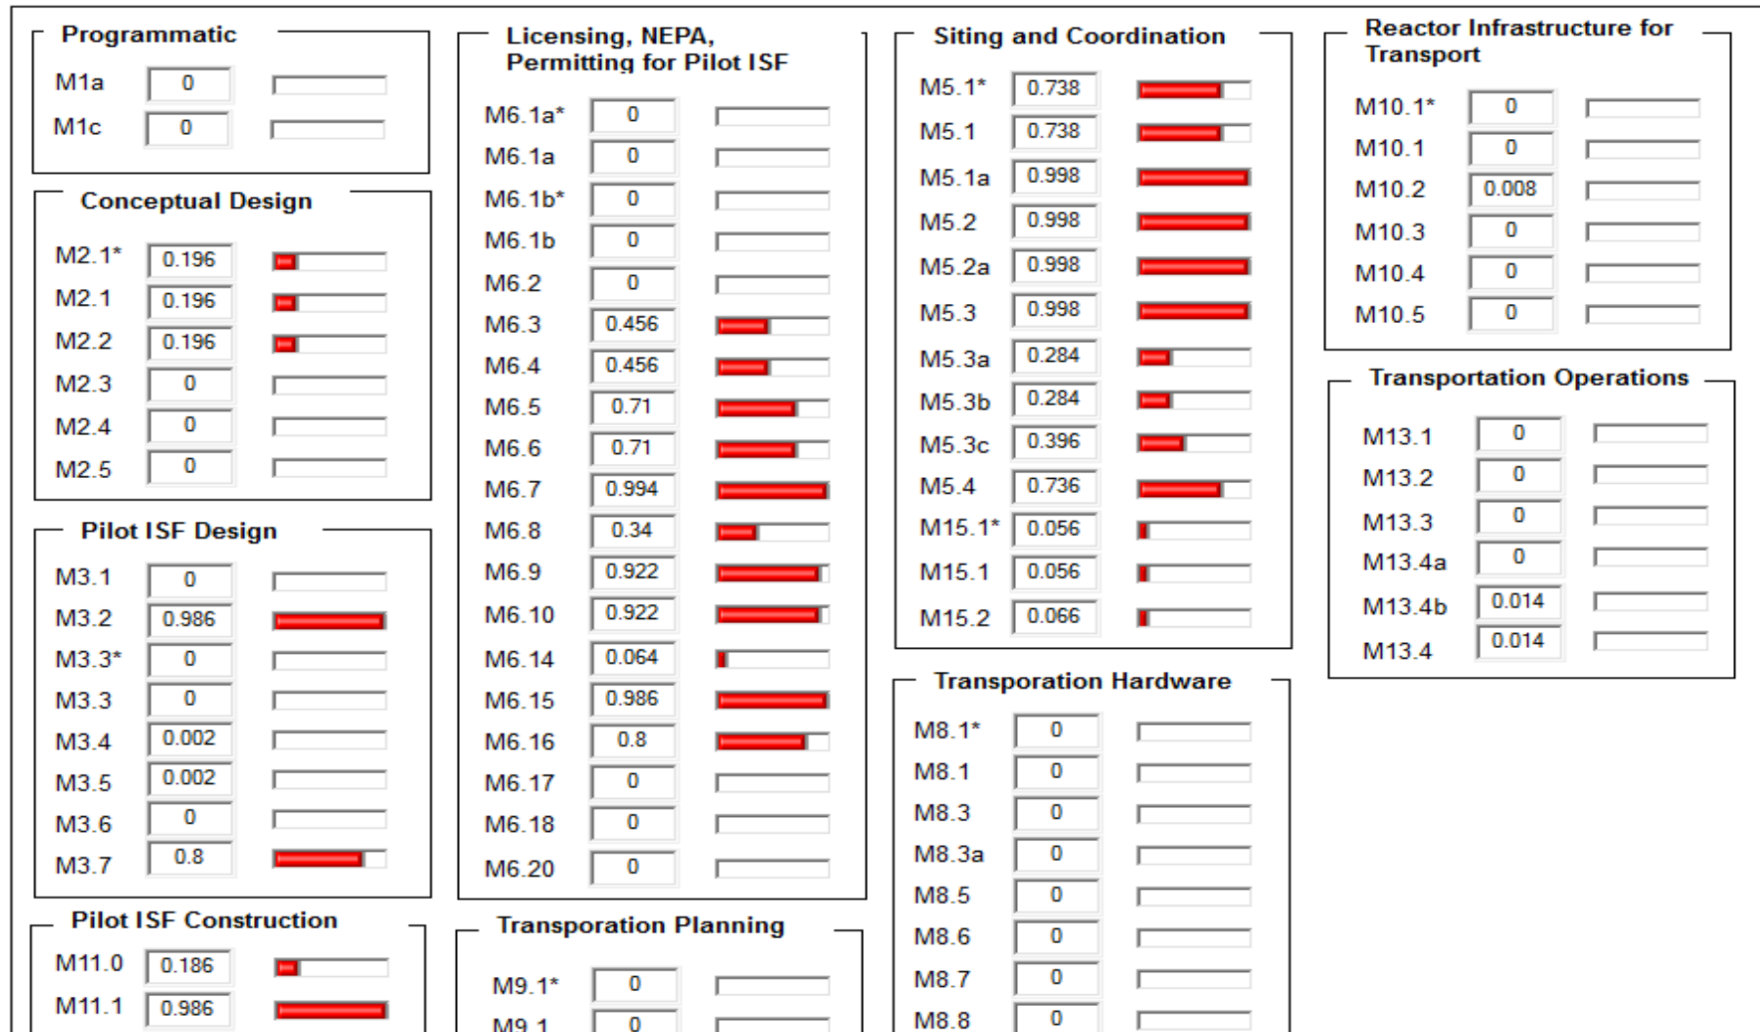 Programmatic
M1a 0
M1c 0
Conceptual Design
M2.1* 0.196
M2.1 0.196
M2.2 0.196
M2.3 0
M2.4 0
M2.5 0
Pilot ISF Design
M3.1 0
M3.2 0.986
M3.3* 0
M3.3 0
M3.4 0.002
M3.5 0.002
M3.6 0
M3.7 0.8
Pilot ISF Construction
M11.0 0.186
M11.1 0.986
Licensing, NEPA,
Permitting for Pilot ISF
M6.1a* 0
M6.1a 0
M6.1b* 0
M6.1b 0
M6.2 0
M6.3 0.456
M6.4 0.456
M6.5 0.71
M6.6 0.71
M6.7 0.994
M6.8 0.34
M6.9 0.922
M6.10 0.922
M6.14 0.064
M6.15 0.986
M6.16 0.8
M6.17 0
M6.18 0
M6.20 0
Transporation Planning
M9.1* 0
M9.1 0
Siting and Coordination
M5.1* 0.738
M5.1 0.738
M5.1a 0.998
M5.2 0.998
M5.2a 0.998
M5.3 0.998
M5.3a 0.284
M5.3b 0.284
M5.3c 0.396
M5.4 0.736
M15.1* 0.056
M15.1 0.056
M15.2 0.066
Transporation Hardware
M8.1* 0
M8.1 0
M8.3 0
M8.3a 0
M8.5 0
M8.6 0
M8.7 0
M8.8 0
Reactor Infrastructure for
Transport
M10.1* 0
M10.1 0
M10.2 0.008
M10.3 0
M10.4 0
M10.5 0
Transportation Operations
M13.1 0
M13.2 0
M13.3 0
M13.4a 0
M13.4b 0.014
M13.4 0.014